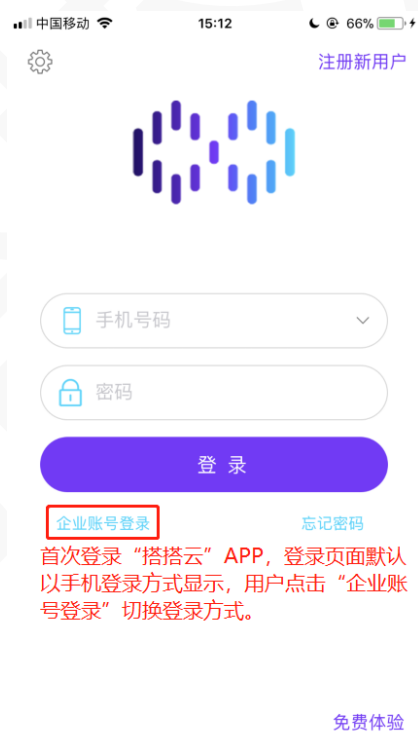 中国移动 15:12 66%
注册新用户
手机号码
密码
登录
企业账号登录 忘记密码
首次登录“搭搭云”APP，登录页面默认
以手机登录方式显示，用户点击“企业账
号登录”切换登录方式。
免费体验